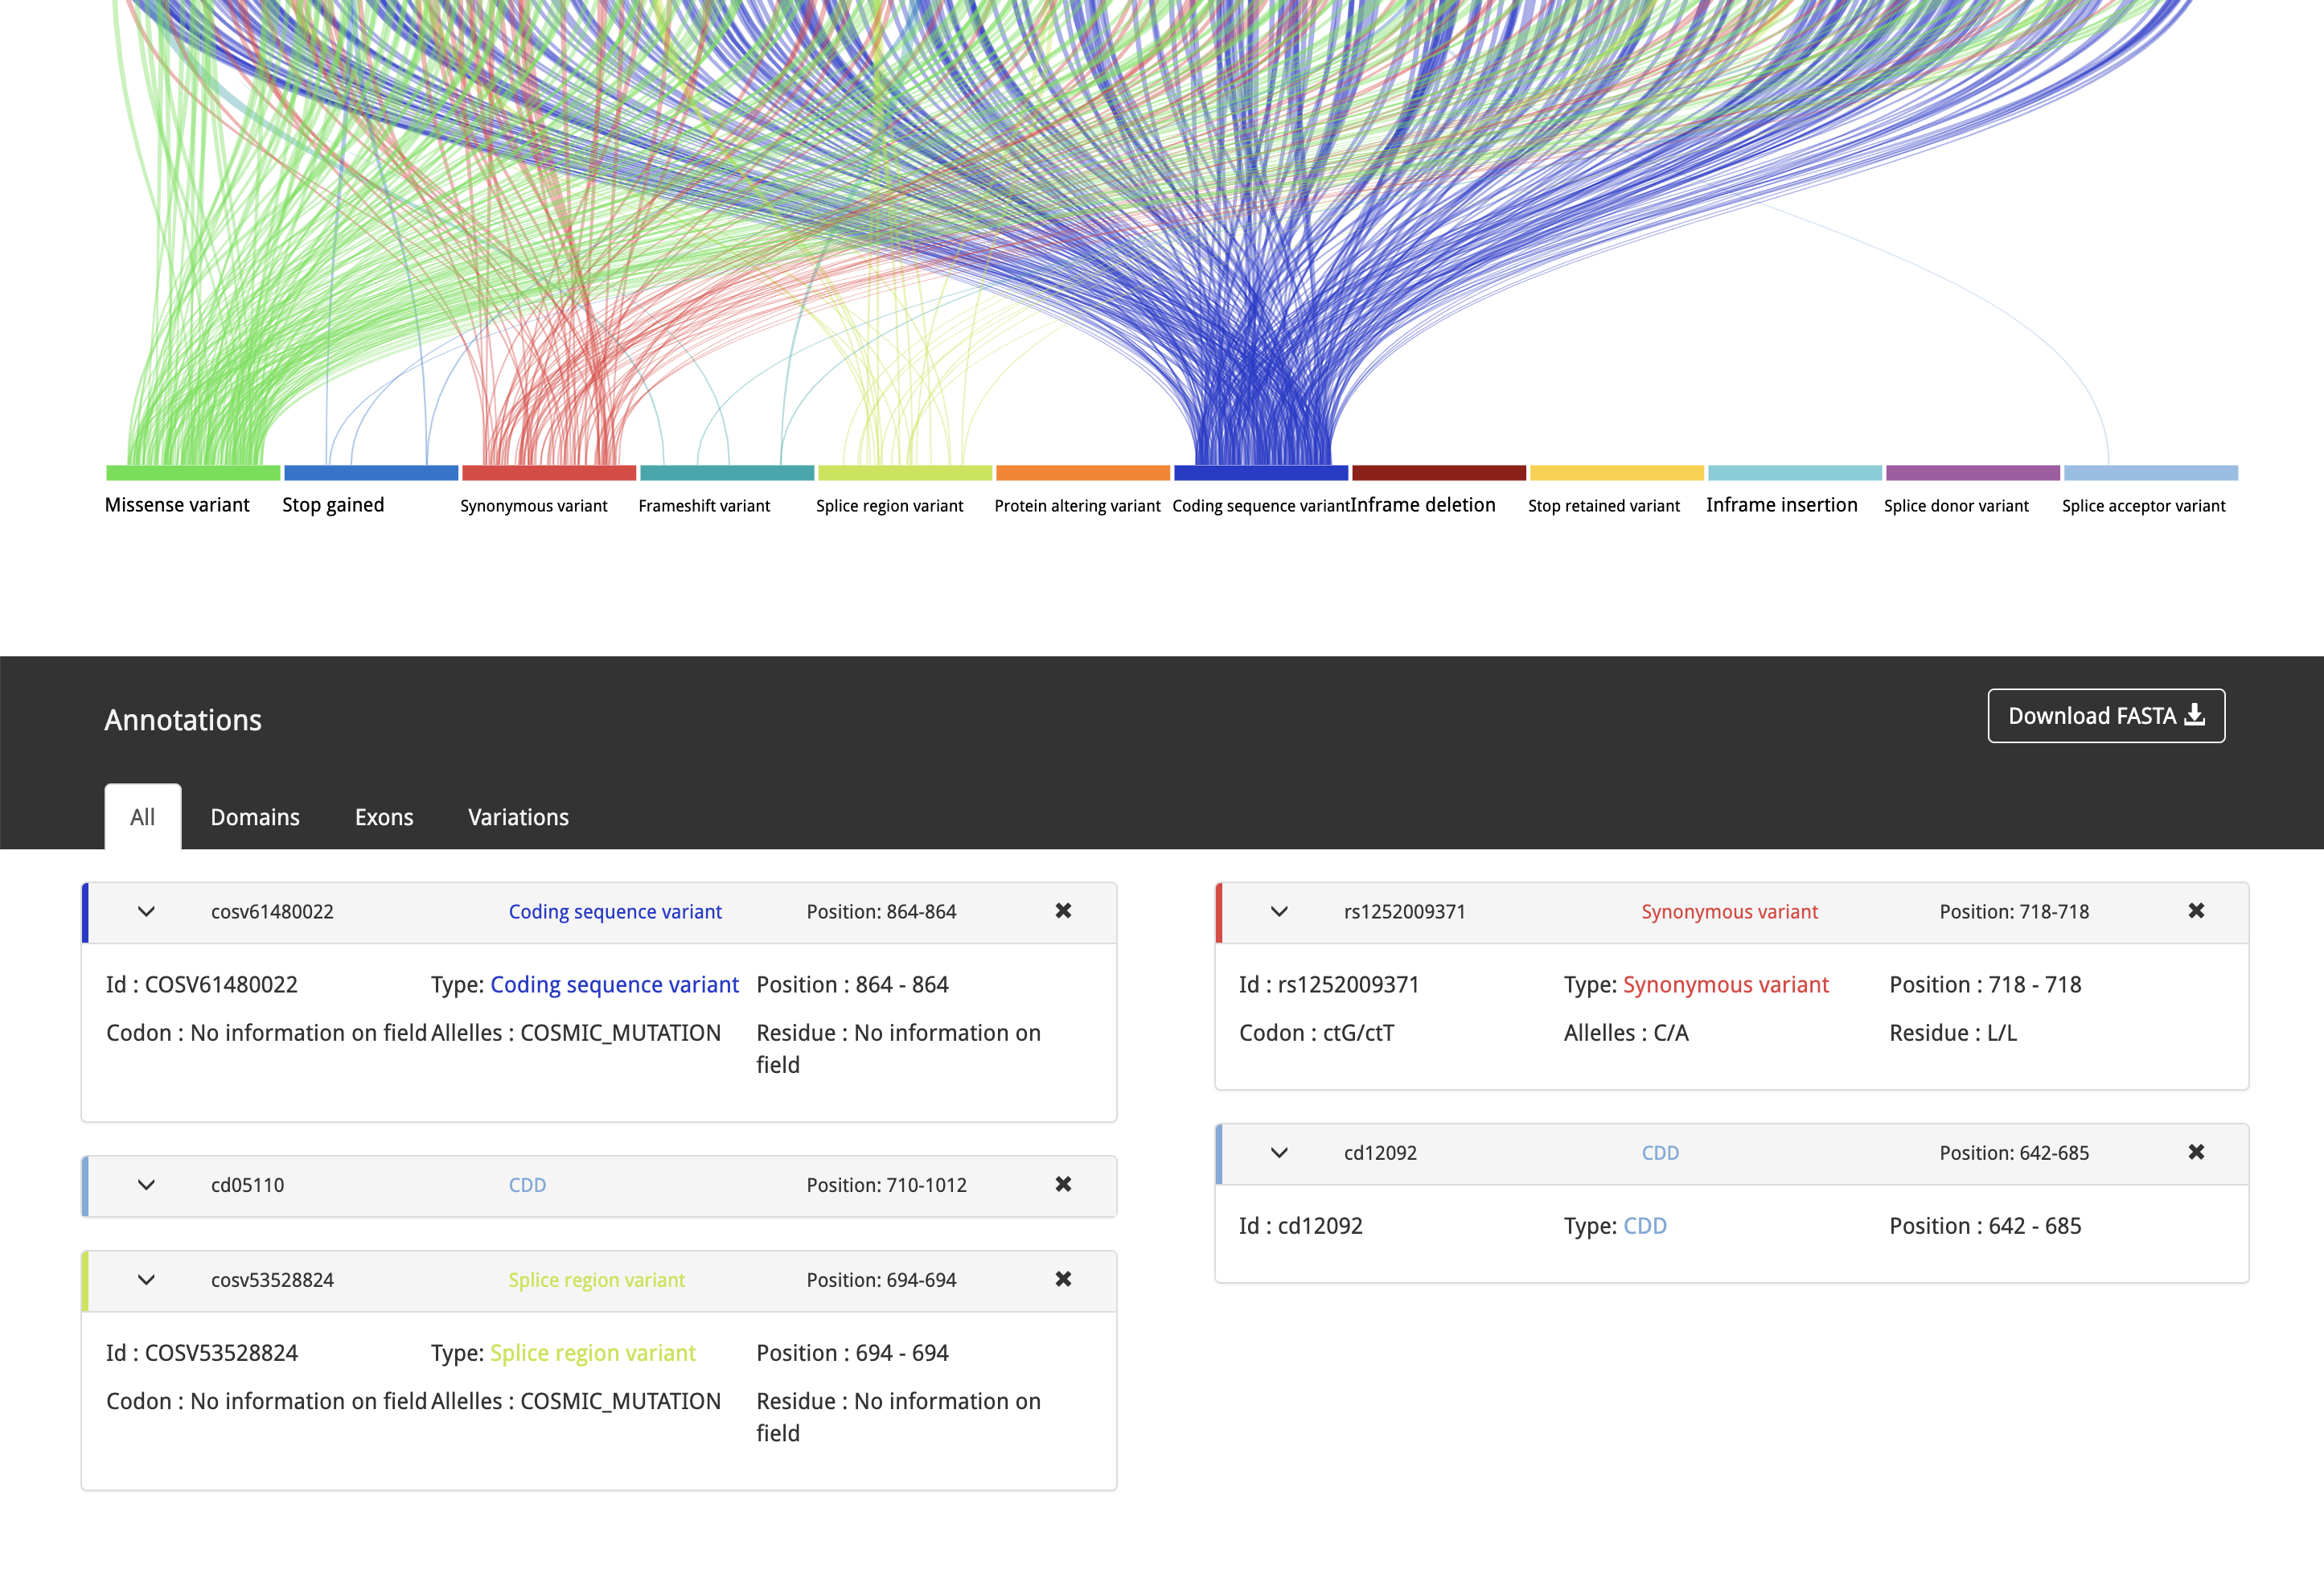 Missense variant
Stop gained
Synonymous variant
Frameshift variant
Splice region variant
Protein altering variant
Coding sequence variant
Inframe deletion
Stop retained variant
Inframe insertion
Splice donor variant
Splice acceptor variant
Annotations
Download FASTA
All
Domains
Exons
Variations
cosv61480022 Coding sequence variant Position: 864-864
Id : COSV61480022 Type: Coding sequence variant Position : 864 - 864
Codon : No information on field Allelles : COSMIC_MUTATION Residue : No information on
field
cd05110 CDD Position: 710-1012
cosv53528824 Splice region variant Position: 694-694
Id : COSV53528824 Type: Splice region variant Position : 694 - 694
Codon : No information on field Allelles : COSMIC_MUTATION Residue : No information on
field
rs1252009371 Synonymous variant Position: 718-718
Id : rs1252009371 Type: Synonymous variant Position : 718 - 718
Codon : ctG/ctT Allelles : C/A Residue : L/L
cd12092 CDD Position: 642-685
Id : cd12092 Type: CDD Position : 642 - 685